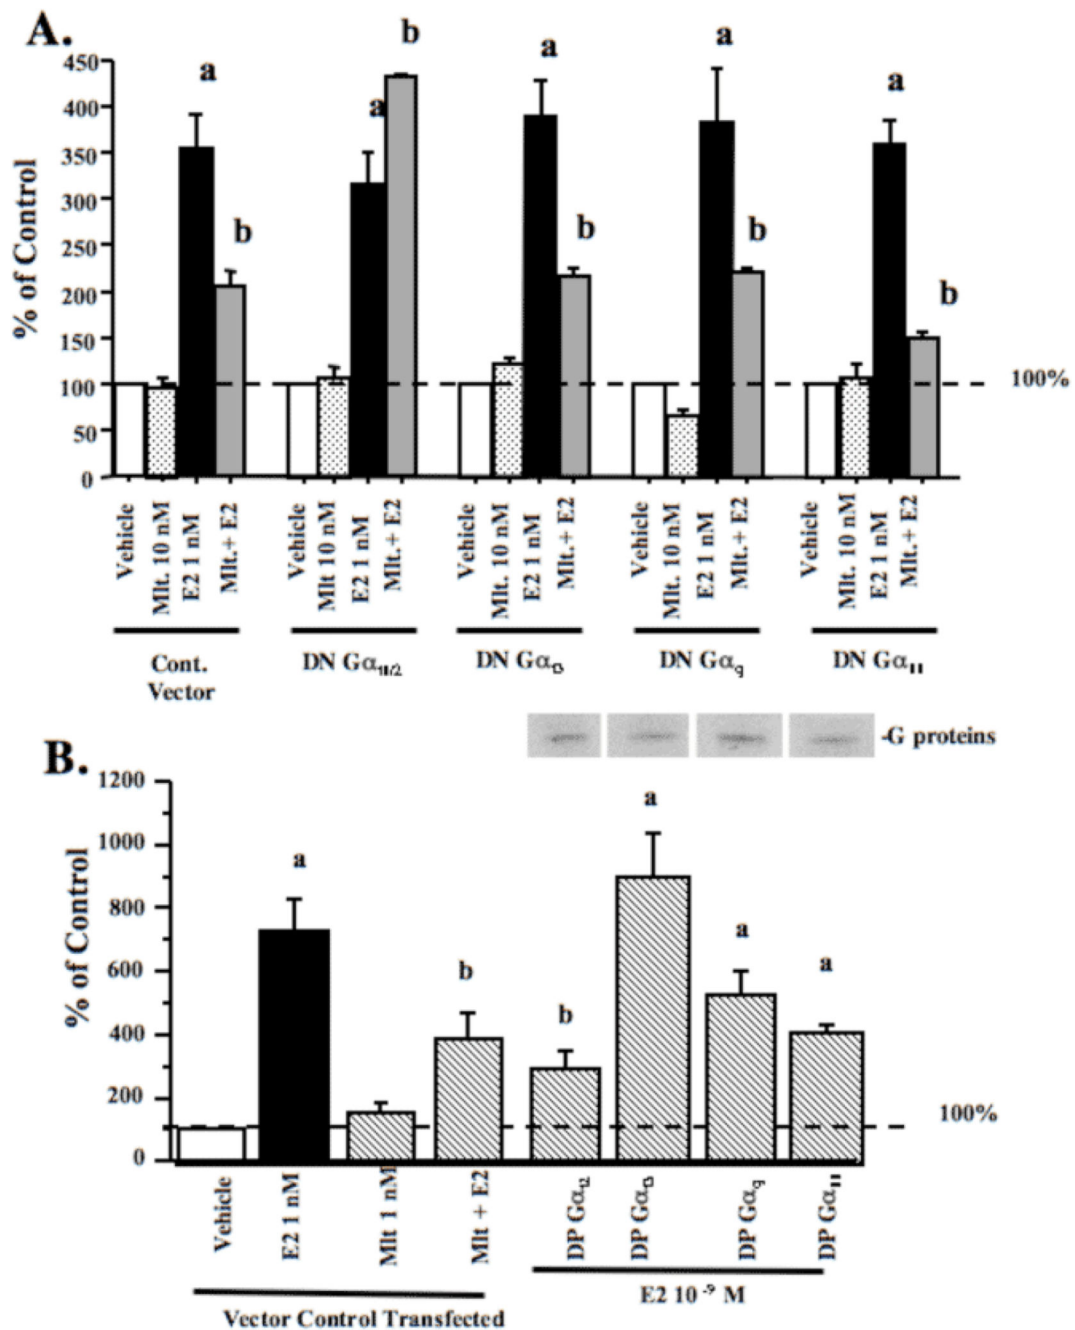 A.
450
400
350
300
250
200
150
100
50
0
% of Control
a
b
a
b
a
b
a
b
a
b
100%
Vehicle
Mlt. 10 nM
E2 1 nM
Mlt.+ E2
Vehicle
Mlt 10 nM
E2 1 nM
Mlt.+ E2
Vehicle
Mlt. 10 nM
E2 1 nM
Mlt.+ E2
Vehicle
Mlt. 10 nM
E2 1 nM
Mlt.+ E2
Vehicle
Mlt. 10 nM
E2 1 nM
Mlt.+ E2
Cont.
Vector
DN Gα
DN Gα
DN Gαq
DN Gα11
-G proteins
B.
1200
1000
800
600
400
200
0
% of Control
a
b
b
a
a
a
100%
Vehicle
E2 1 nM
Mlt 1 nM
Mlt + E2
DP Gαi2
DP Gαi3
DP Gαq
DP Gα11
Vector Control Transfected
E2 10⁻⁹ M